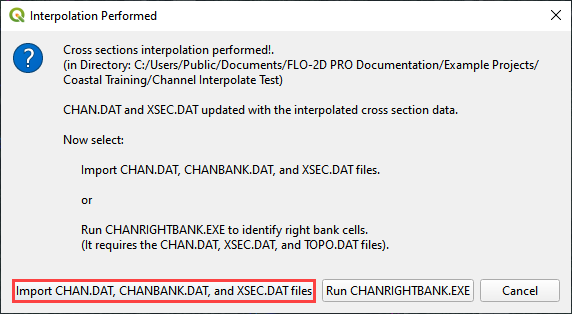 Interpolation Performed
Cross sections interpolation performed!.
(in Directory: C:/Users/Public/Documents/FLO-2D PRO Documentation/Example Projects/
Coastal Training/Channel Interpolate Test)
CHAN.DAT and XSEC.DAT updated with the interpolated cross section data.
Now select:
Import CHAN.DAT, CHANBANK.DAT, and XSEC.DAT files.
or
Run CHANRIGHTBANK.EXE to identify right bank cells.
(It requires the CHAN.DAT, XSEC.DAT, and TOPO.DAT files).
Import CHAN.DAT, CHANBANK.DAT, and XSEC.DAT files
Run CHANRIGHTBANK.EXE
Cancel